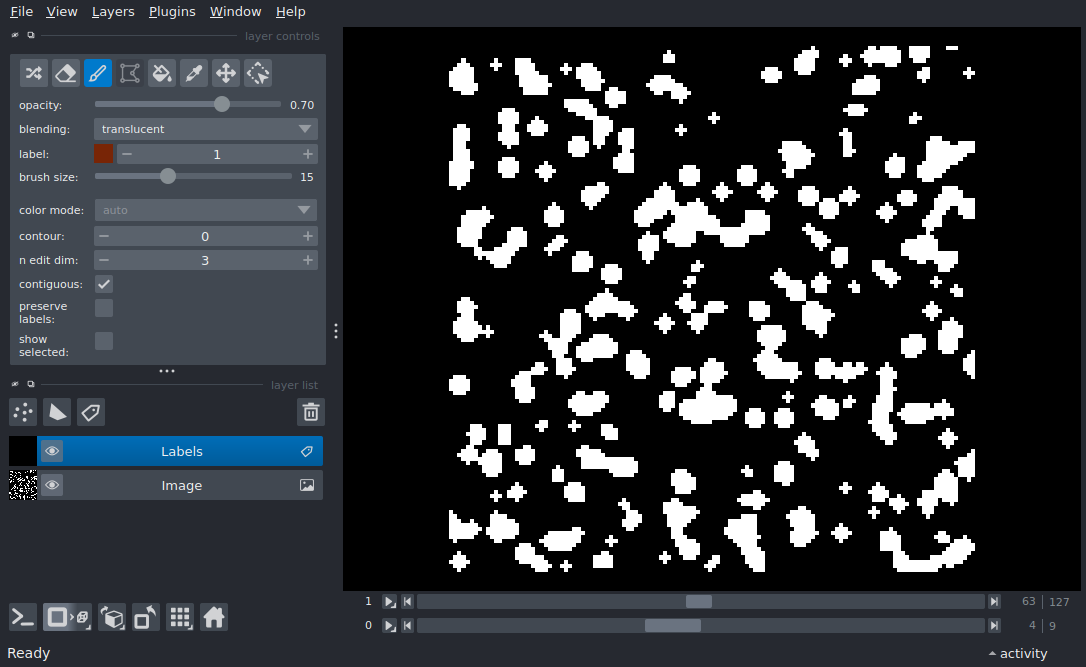 File View Layers Plugins Window Help
layer controls
opacity: 0.70
blending: translucent
label: 1
brush size: 15
color mode: auto
contour: 0
n edit dim: 3
contiguous:
preserve
labels:
show
selected:
layer list
Labels
Image
1 63 127
0 4 9
Ready activity